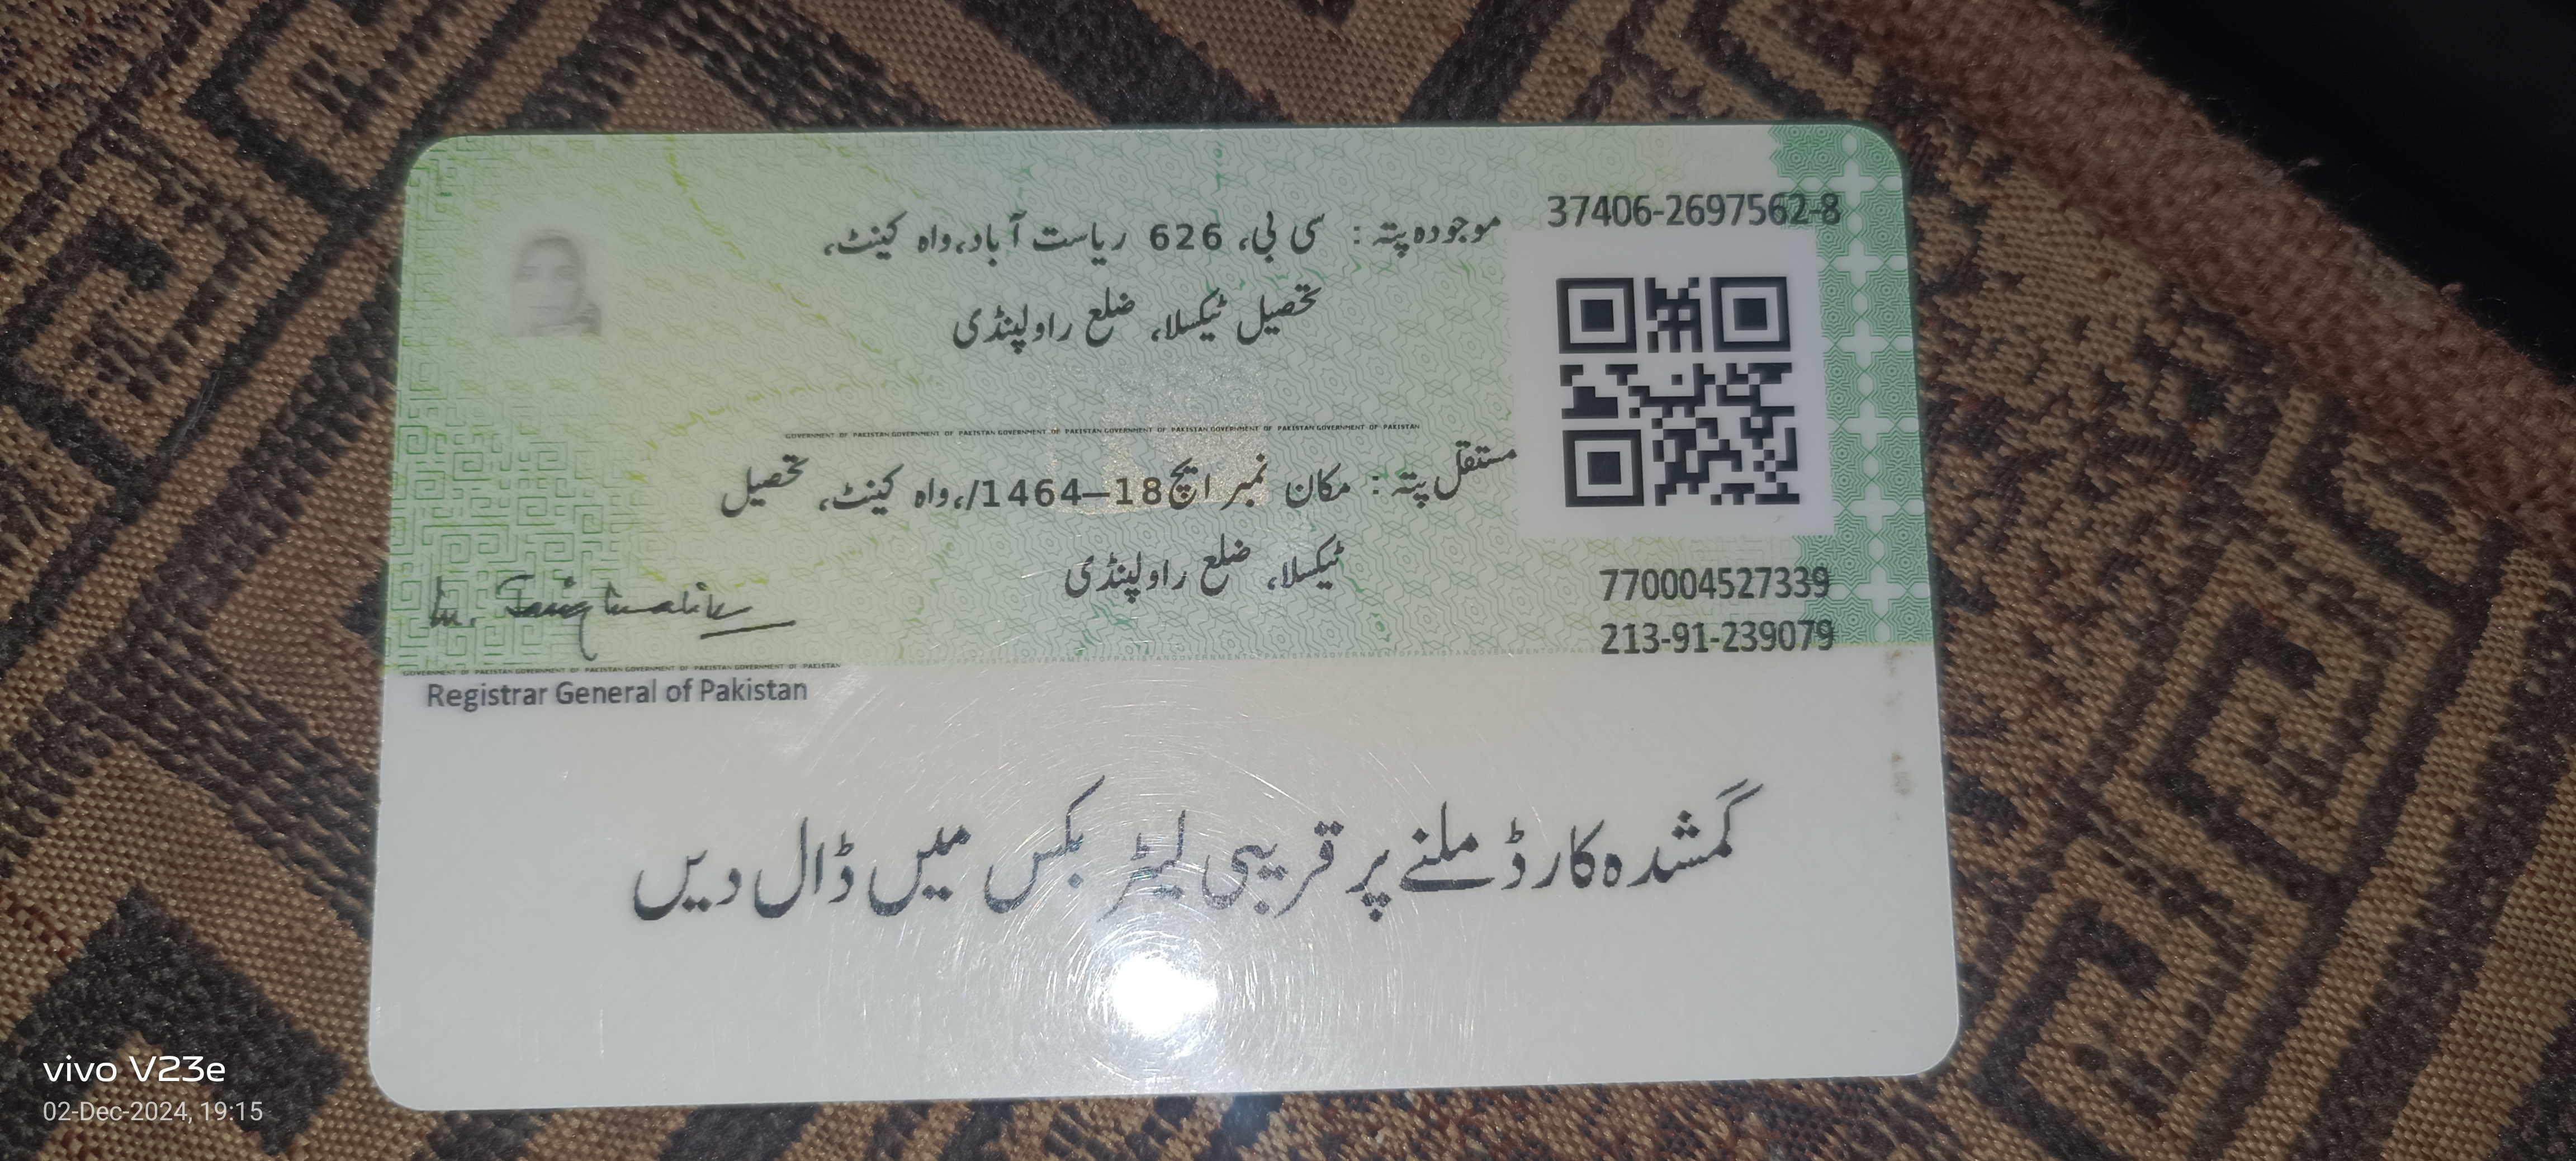 37406-2697562-8
موجودہ پتہ : سی بی، 626 ریاست آباد،واہ کینٹ،
تحصیل ٹیکسلا، ضلع راولپنڈی
GOVERNMENT OF PAKISTAN GOVERNMENT OF PAKISTAN GOVERNMENT OF PAKISTAN GOVERNMENT OF PAKISTAN GOVERNMENT OF PAKISTAN GOVERNMENT OF PAKISTAN
مستقل پتہ : مکان نمبر ایچ18–1464/،واہ کینٹ، تحصیل
ٹیکسلا، ضلع راولپنڈی
770004527339
213-91-239079
GOVERNMENT OF PAKISTAN GOVERNMENT OF PAKISTAN GOVERNMENT OF PAKISTAN GOVERNMENT OF PAKISTAN
Registrar General of Pakistan
گمشدہ کارڈ ملنے پر قریبی لیٹر بکس میں ڈال دیں
vivo V23e
02-Dec-2024, 19:15